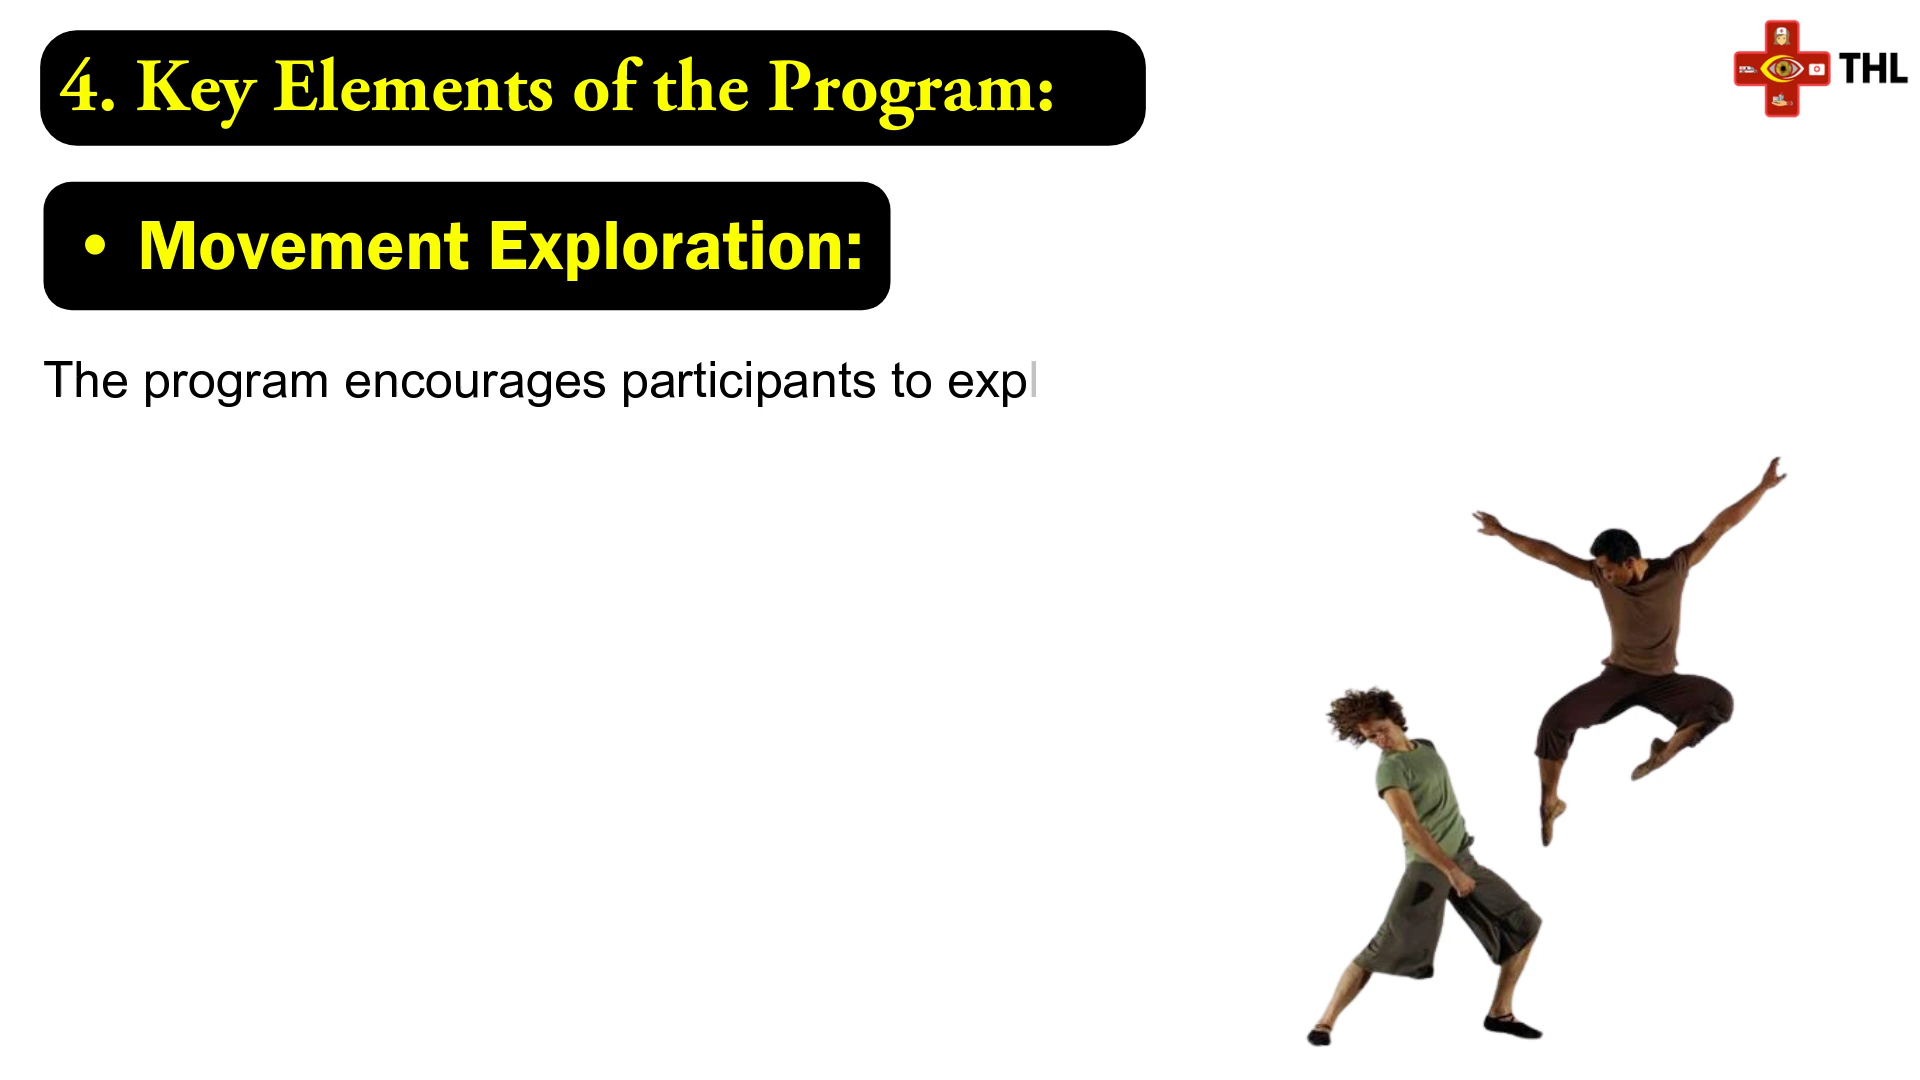 4. Key Elements of the Program:
THL
• Movement Exploration:
The program encourages participants to expl